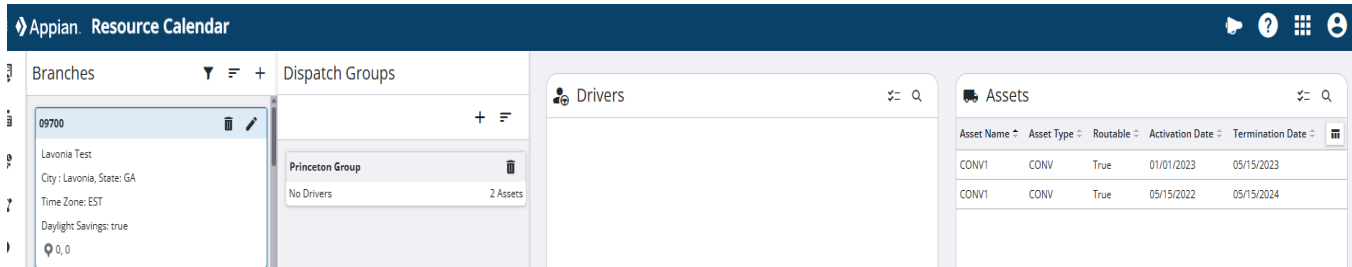 Appian. Resource Calendar
Branches
09700
Lavonia Test
City : Lavonia, State: GA
Time Zone: EST
Daylight Savings: true
0, 0
Dispatch Groups
Princeton Group
No Drivers 2 Assets
Drivers
Assets
Asset Name Asset Type Routable Activation Date Termination Date
CONV1 CONV True 01/01/2023 05/15/2023
CONV1 CONV True 05/15/2022 05/15/2024